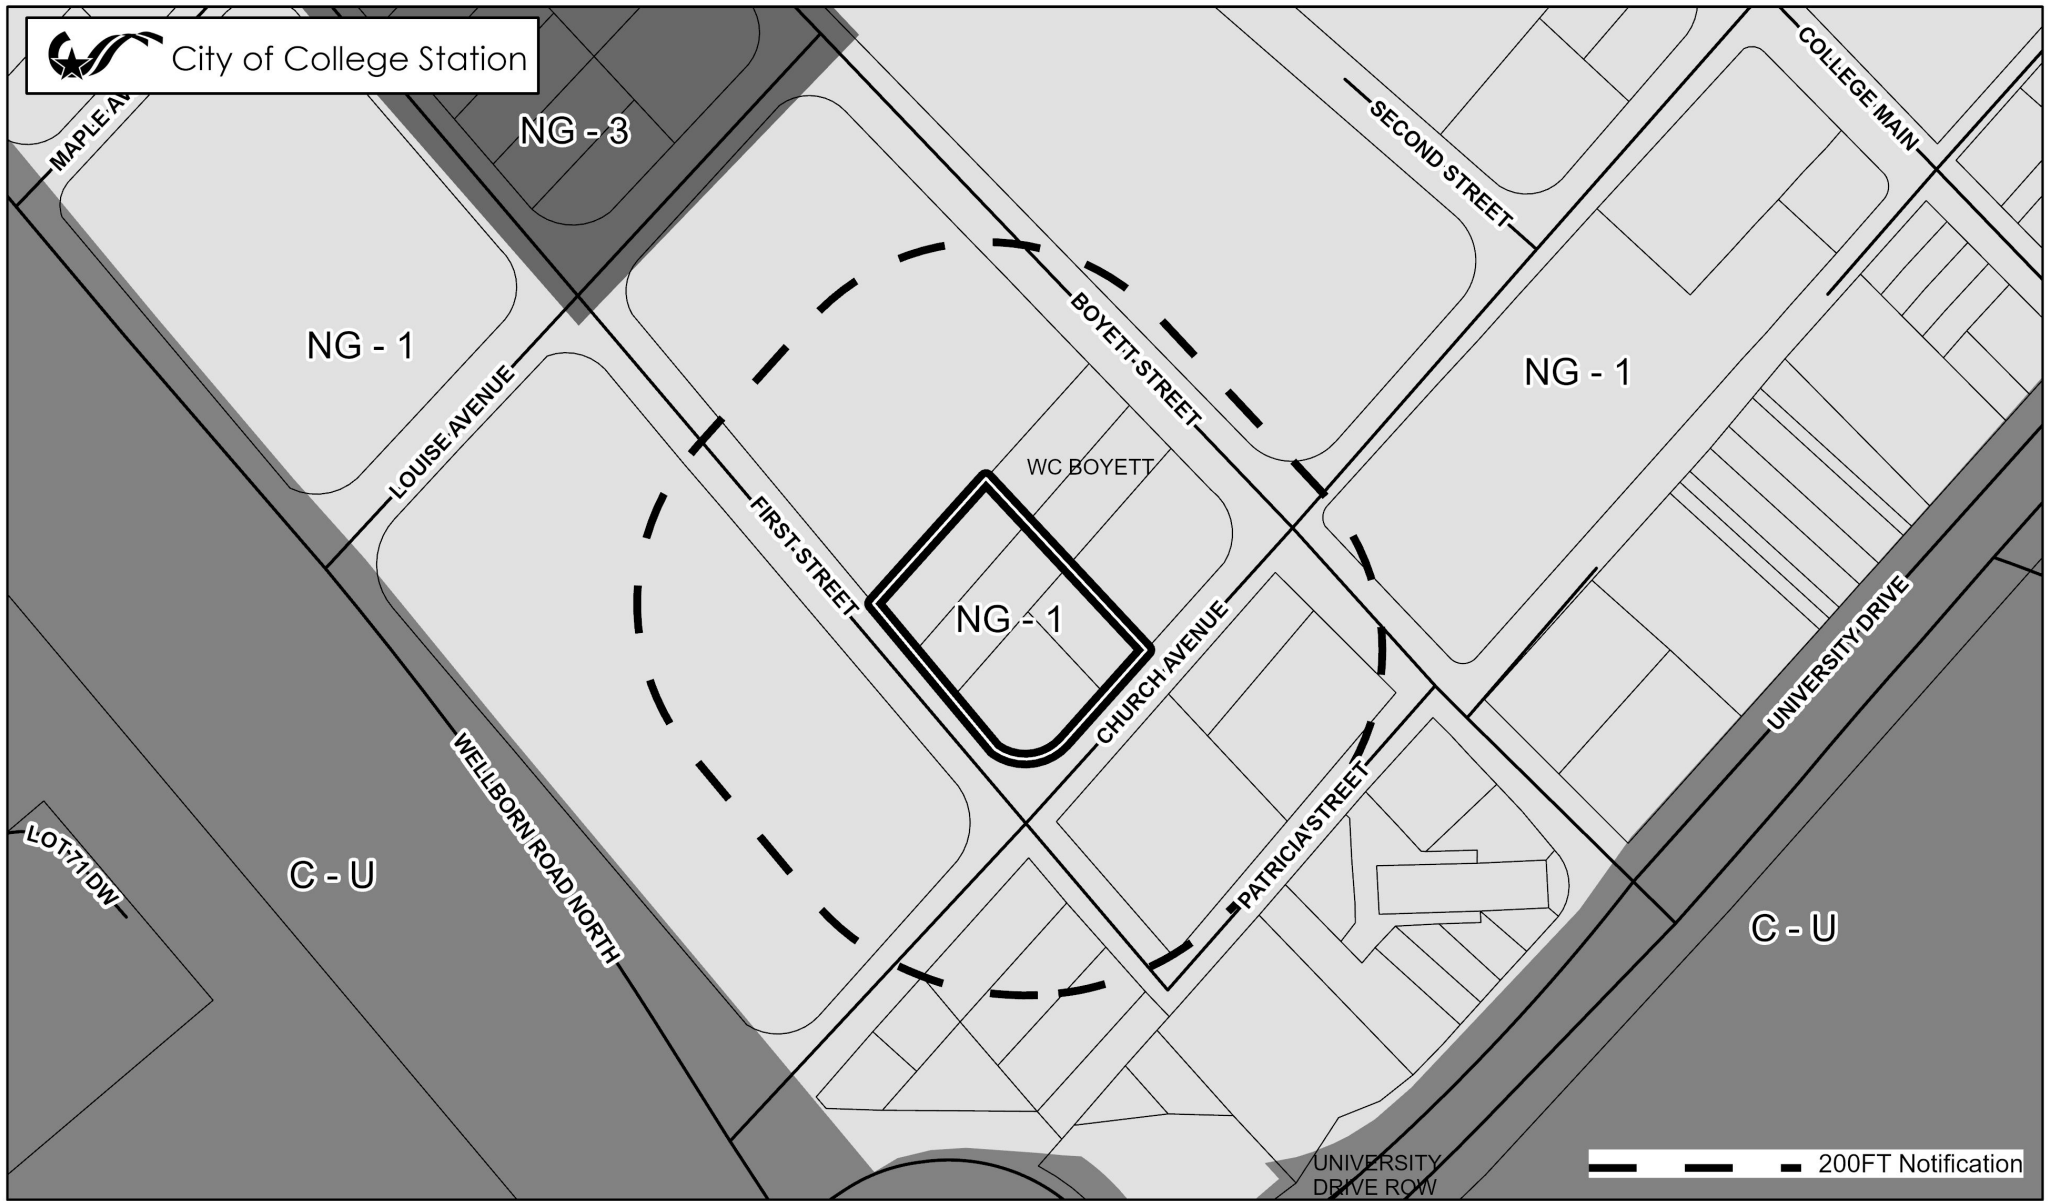 City of College Station
MAPLE AV
NG - 3
COLLEGE MAIN
SECOND STREET
NG - 1
BOYETT STREET
NG - 1
LOUISE AVENUE
WC BOYETT
FIRST STREET
NG - 1
CHURCH AVENUE
UNIVERSITY DRIVE
WELLBORN ROAD NORTH
PATRICIA STREET
LOT 71 DW
C - U
C - U
UNIVERSITY
DRIVE ROW
200FT Notification